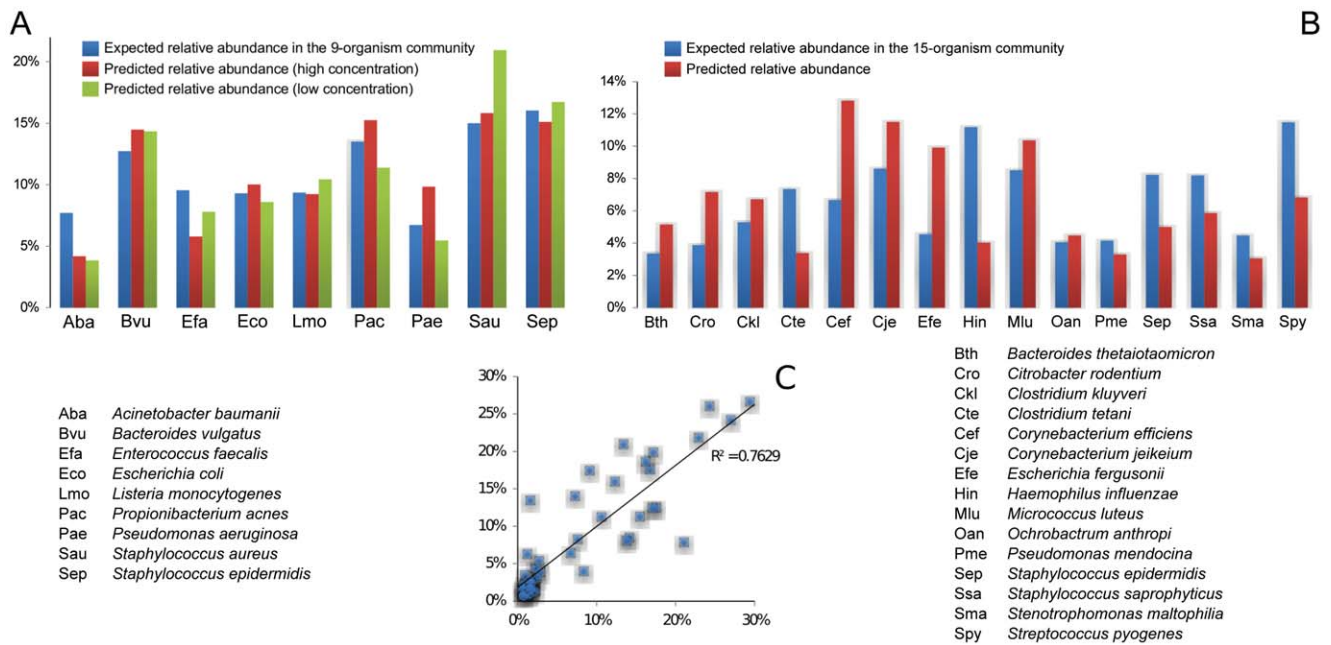 A
Expected relative abundance in the 9-organism community
Predicted relative abundance (high concentration)
Predicted relative abundance (low concentration)
20%
15%
10%
5%
0%
Aba Bvu Efa Eco Lmo Pac Pae Sau Sep
B
Expected relative abundance in the 15-organism community
Predicted relative abundance
14%
12%
10%
8%
6%
4%
2%
0%
Bth Cro Ckl Cte Cef Cje Efe Hin Mlu Oan Pme Sep Ssa Sma Spy
Aba Acinetobacter baumanii
Bvu Bacteroides vulgatus
Efa Enterococcus faecalis
Eco Escherichia coli
Lmo Listeria monocytogenes
Pac Propionibacterium acnes
Pae Pseudomonas aeruginosa
Sau Staphylococcus aureus
Sep Staphylococcus epidermidis
C
30%
25%
20%
15%
10%
5%
0%
R² =0.7629
0% 10% 20% 30%
Bth Bacteroides thetaiotaomicron
Cro Citrobacter rodentium
Ckl Clostridium kluyveri
Cte Clostridium tetani
Cef Corynebacterium efficiens
Cje Corynebacterium jeikeium
Efe Escherichia fergusonii
Hin Haemophilus influenzae
Mlu Micrococcus luteus
Oan Ochrobactrum anthropi
Pme Pseudomonas mendocina
Sep Staphylococcus epidermidis
Ssa Staphylococcus saprophyticus
Sma Stenotrophomonas maltophilia
Spy Streptococcus pyogenes